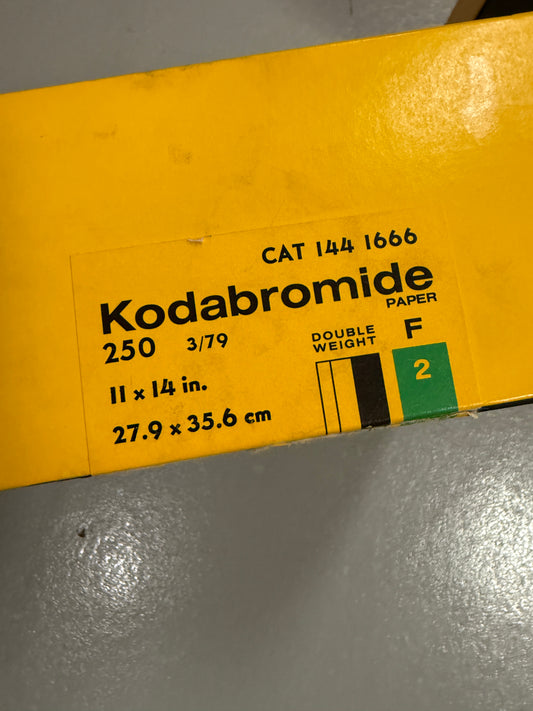 CAT 144 1666
Kodabromide
PAPER
250 3/79
DOUBLE
WEIGHT
F
2
11 x 14 in.
27.9 x 35.6 cm